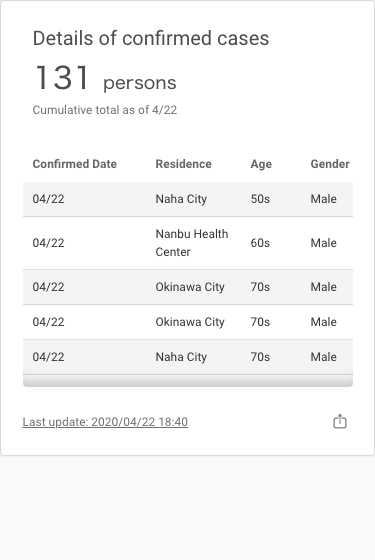 Details of confirmed cases
131 persons
Cumulative total as of 4/22
Confirmed Date Residence Age Gender
04/22 Naha City 50s Male
04/22 Nanbu Health Center 60s Male
04/22 Okinawa City 70s Male
04/22 Okinawa City 70s Male
04/22 Naha City 70s Male
Last update: 2020/04/22 18:40